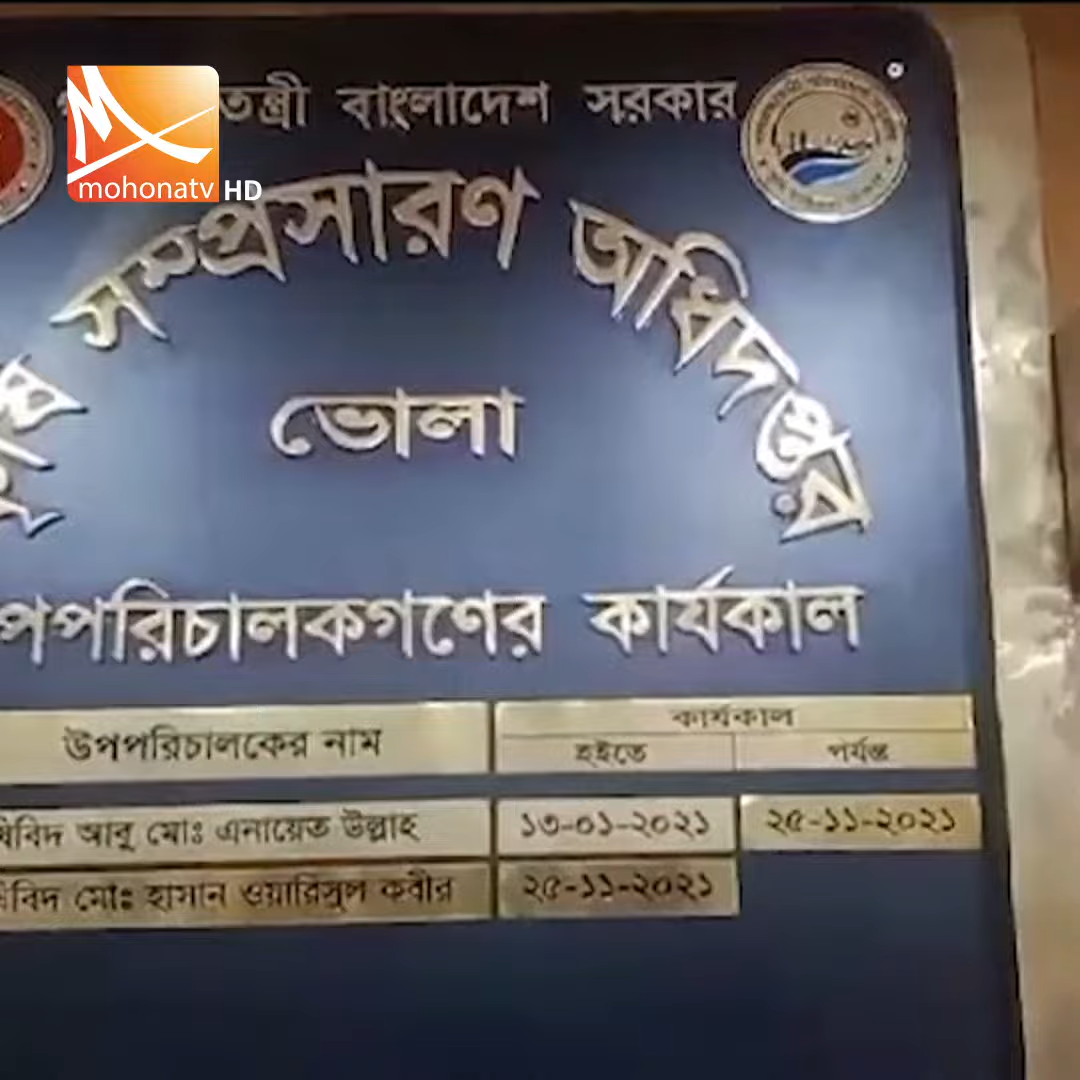 mohonatv HD
তন্ত্রী বাংলাদেশ সরকার
কৃষি সম্প্রসারণ অধিদপ্তর
ভোলা
পপরিচালকগণের কার্যকাল
উপপরিচালকের নাম
কার্যকাল
হইতে
পর্যন্ত
ষিবিদ আবু মোঃ এনায়েত উল্লাহ ১৩-০১-২০২১ ২৫-১১-২০২১
ষিবিদ মোঃ হাসান ওয়ারিসুল কবীর ২৫-১১-২০২১